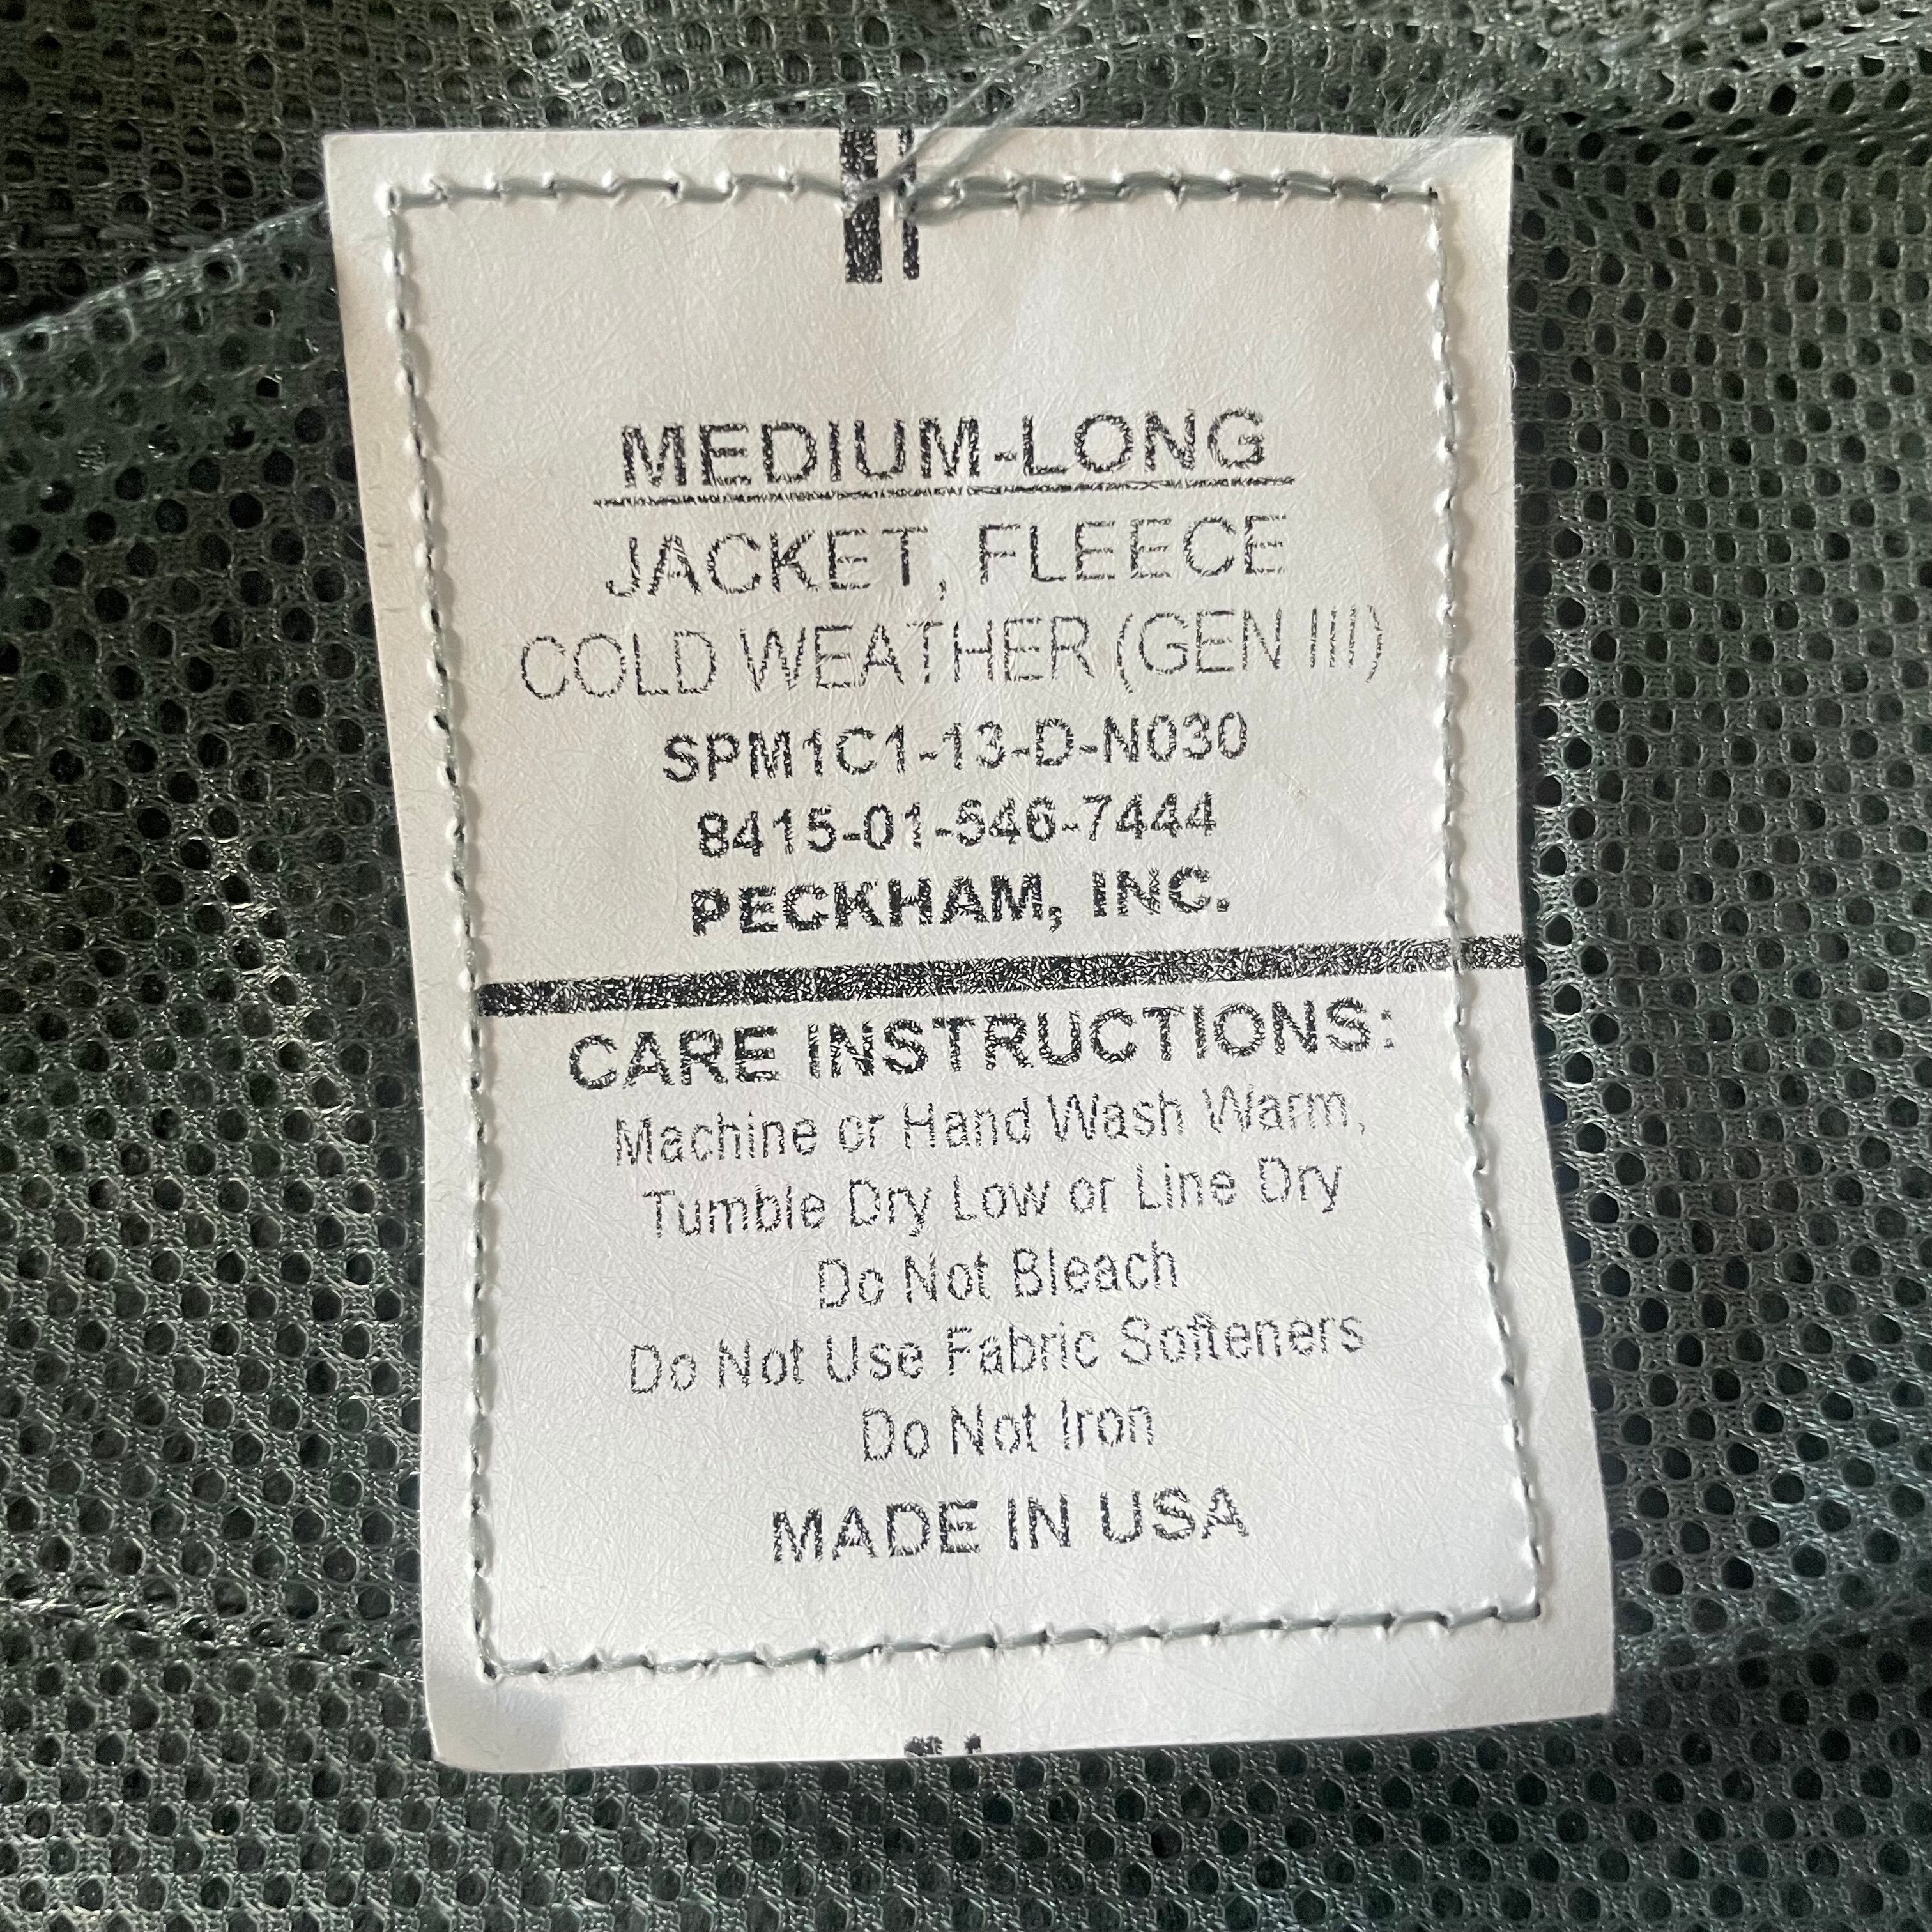 MEDIUM-LONG
JACKET, FLEECE
COLD WEATHER (GEN III)
SPM1C1-13-D-N030
8415-01-546-7444
PECKHAM, INC.
CARE INSTRUCTIONS:
Machine or Hand Wash Warm,
Tumble Dry Low or Line Dry
Do Not Bleach
Do Not Use Fabric Softeners
Do Not Iron
MADE IN USA